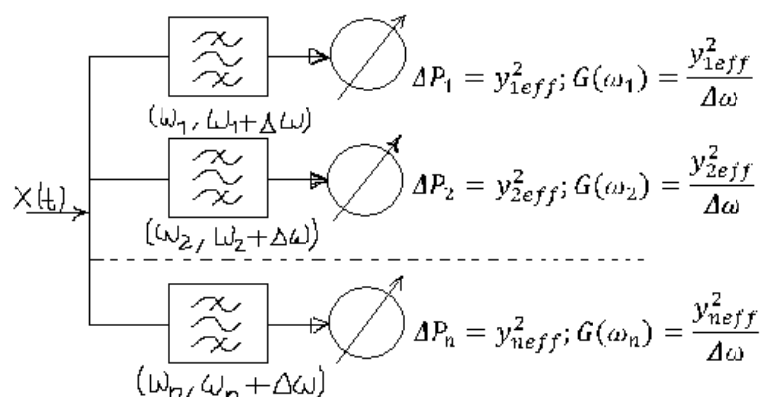 ΔP₁ = y²₁eff; G(ω₁) = y²₁eff / Δω
(ω₁, ω₁+Δω)
X(t)
ΔP₂ = y²₂eff; G(ω₂) = y²₂eff / Δω
(ω₂, ω₂+Δω)
ΔPₙ = y²ₙeff; G(ωₙ) = y²ₙeff / Δω
(ωₙ, ωₙ+Δω)